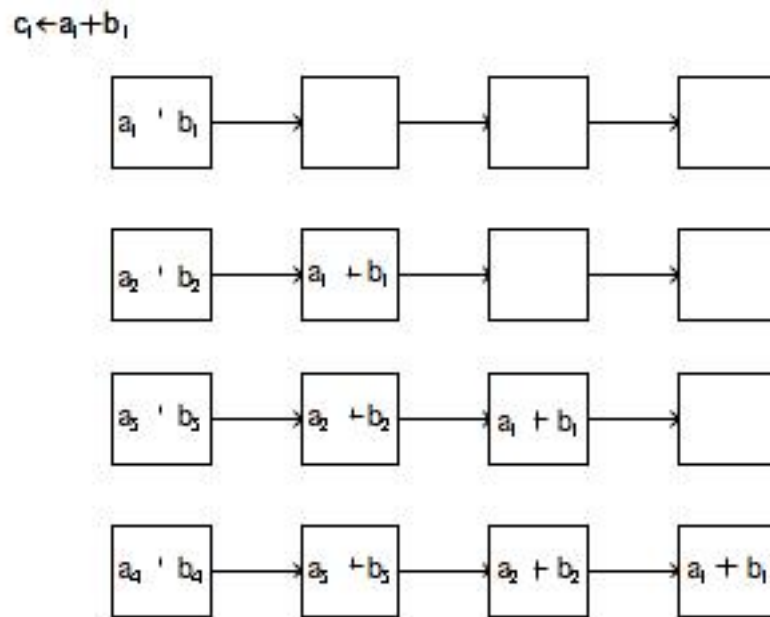 c₁←a₁+b₁
a₁ ' b₁
a₂ ' b₂ a₁ +b₁
a₃ ' b₃ a₂ +b₂ a₁ +b₁
a₄ ' b₄ a₃ +b₃ a₂ +b₂ a₁ +b₁